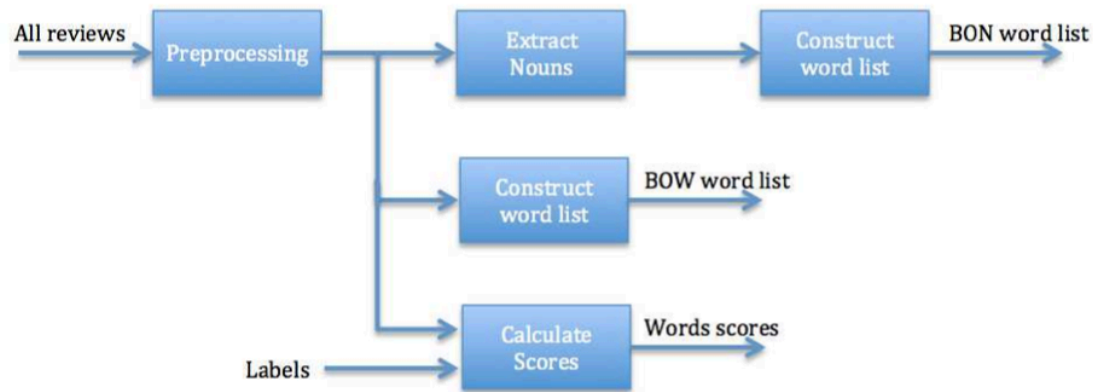 All reviews
Preprocessing
Extract
Nouns
Construct
word list
BON word list
Construct
word list
BOW word list
Calculate
Scores
Words scores
Labels